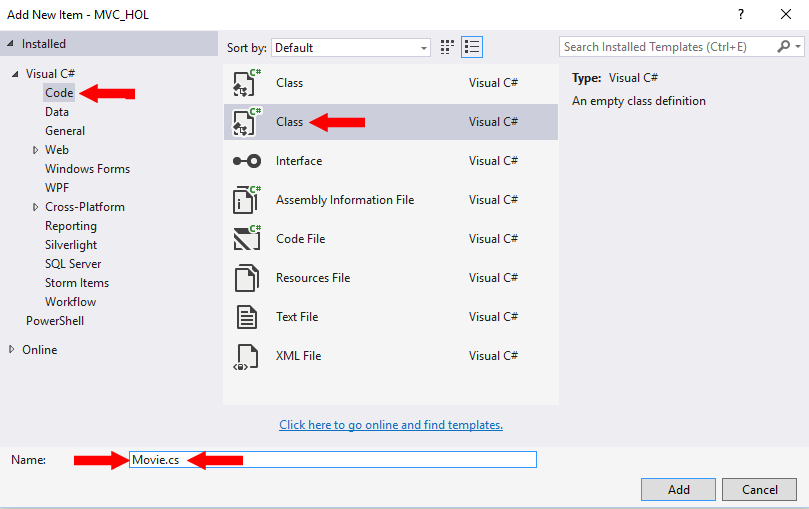 Add New Item - MVC_HOL
?
Installed
Sort by: Default
Search Installed Templates (Ctrl+E)
Visual C#
Code
Data
General
Web
Windows Forms
WPF
Cross-Platform
Reporting
Silverlight
SQL Server
Storm Items
Workflow
PowerShell
Online
C# Class Visual C#
C# Class Visual C#
Interface Visual C#
C# Assembly Information File Visual C#
C# Code File Visual C#
Resources File Visual C#
Text File Visual C#
XML File Visual C#
Type: Visual C#
An empty class definition
Click here to go online and find templates.
Name: Movie.cs
Add Cancel